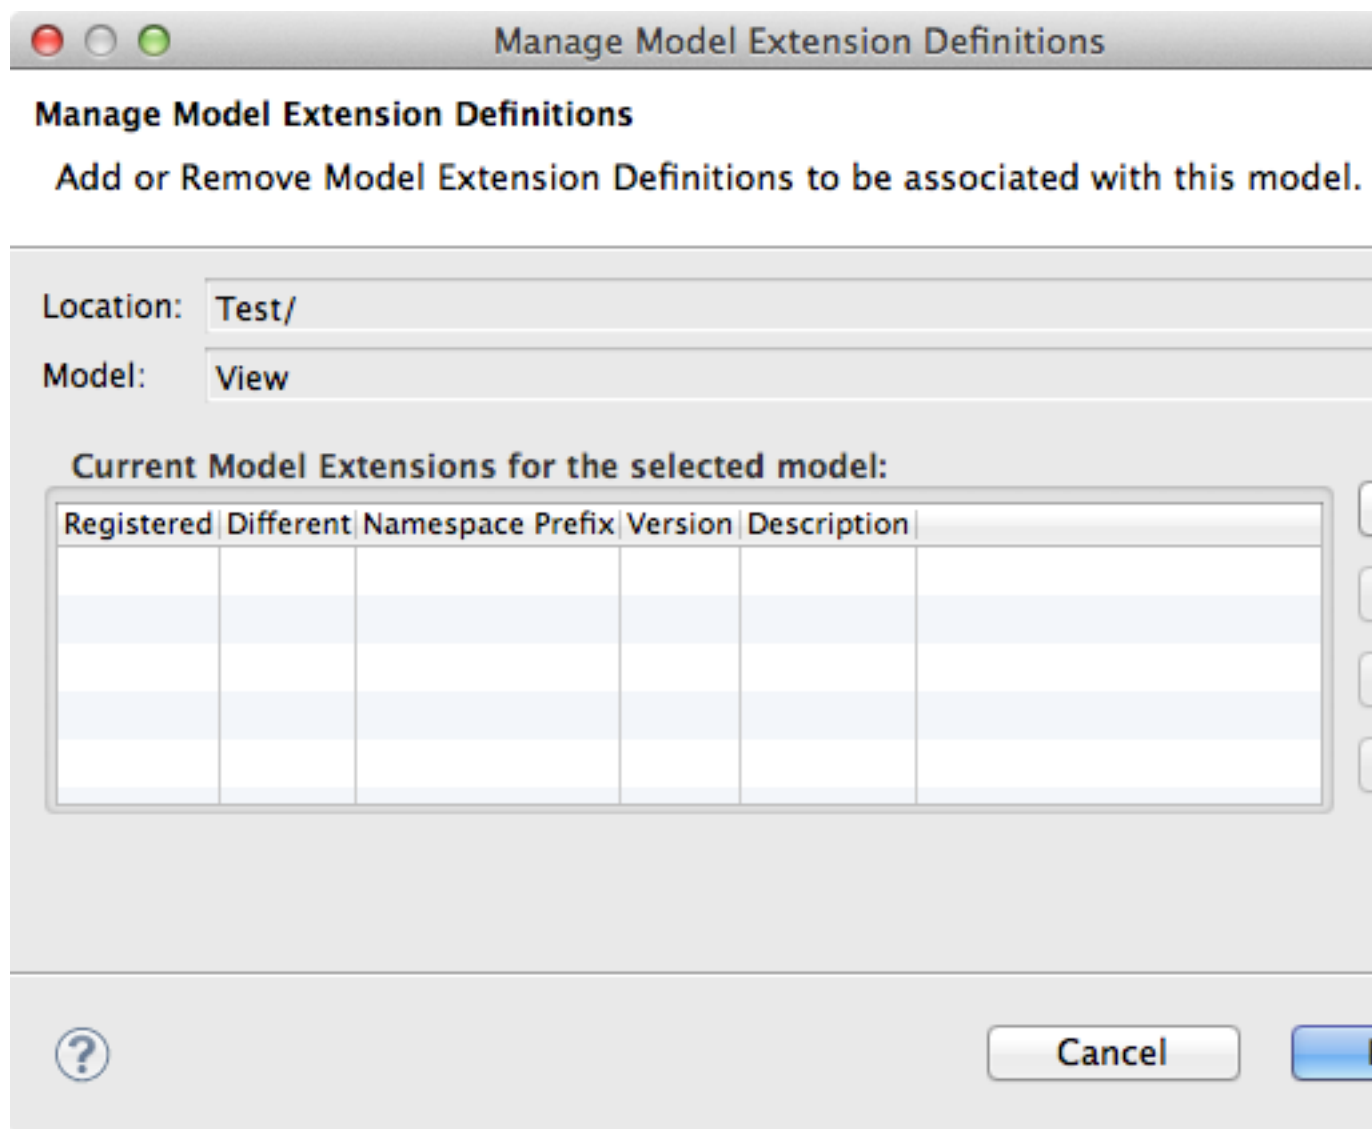 Manage Model Extension Definitions
Manage Model Extension Definitions
Add or Remove Model Extension Definitions to be associated with this model.
Location: Test/
Model: View
Current Model Extensions for the selected model:
Registered Different Namespace Prefix Version Description
?
Cancel